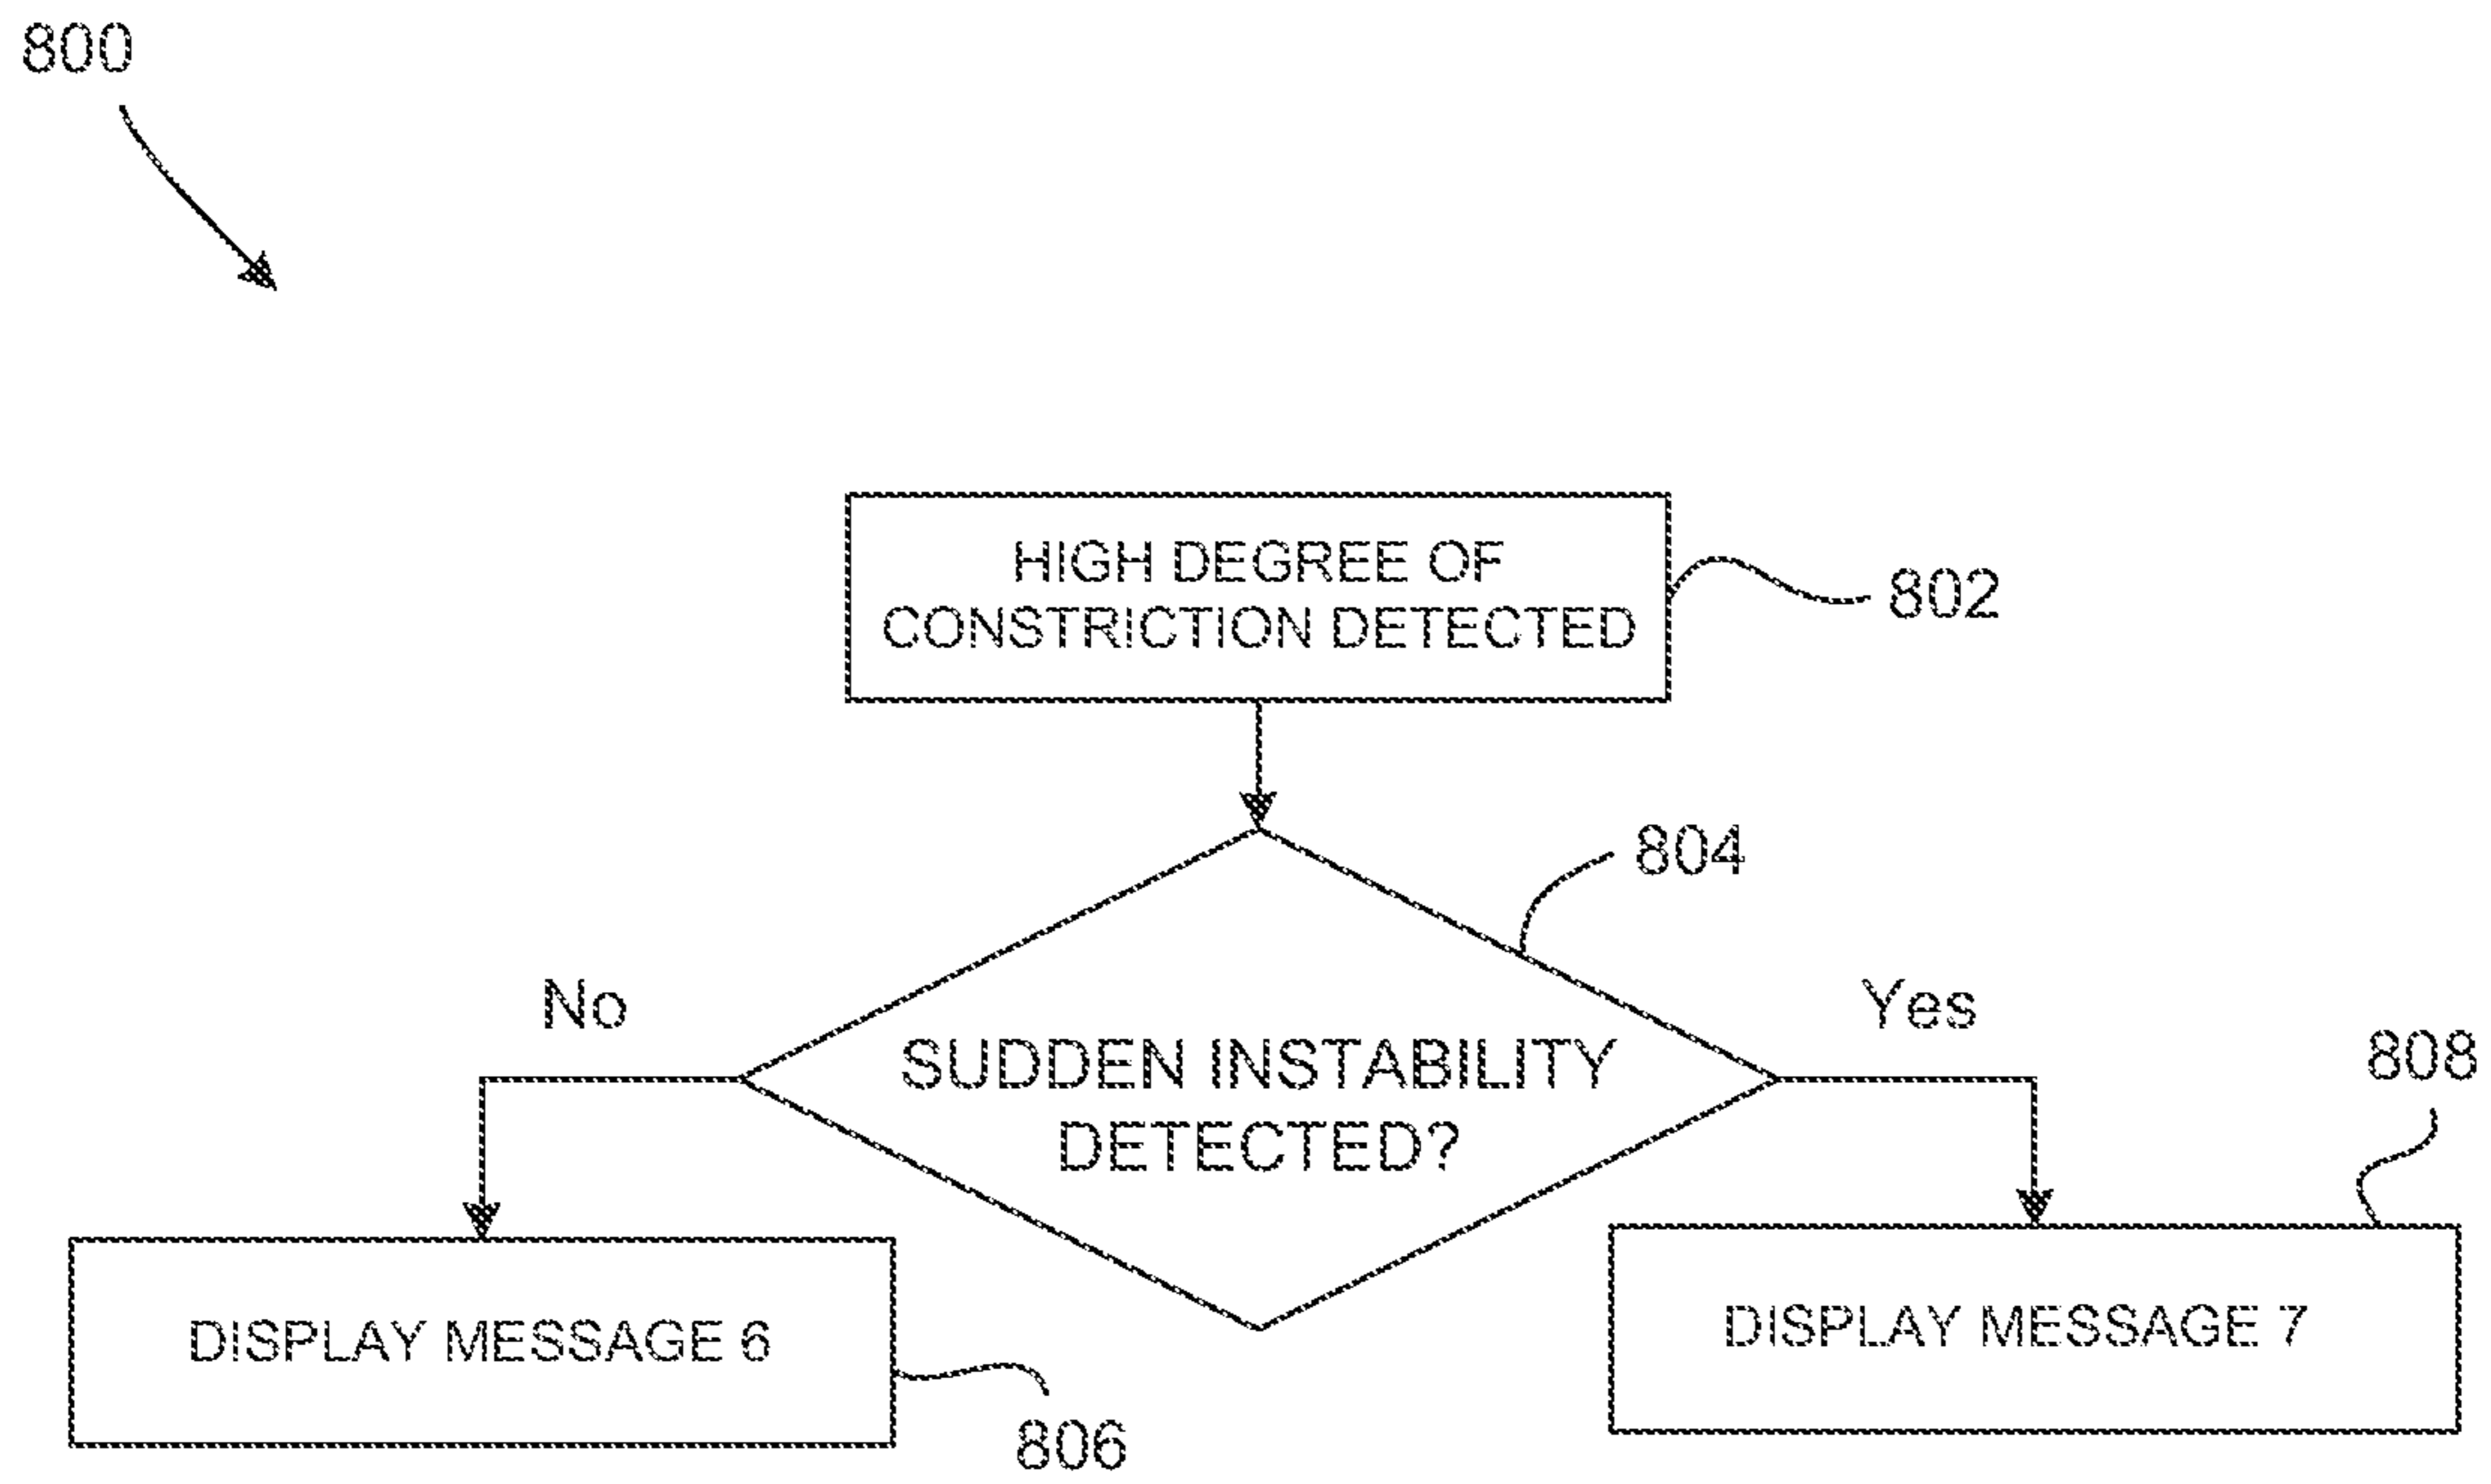 800
HIGH DEGREE OF
CONSTRICTION DETECTED
802
804
No
Yes
SUDDEN INSTABILITY
DETECTED?
808
DISPLAY MESSAGE 6
DISPLAY MESSAGE 7
806